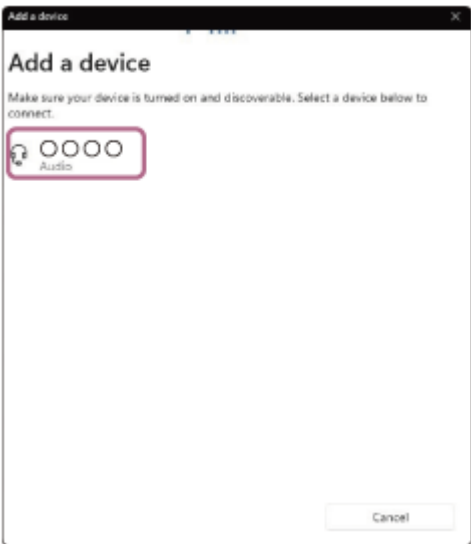 Add a device
Add a device
Make sure your device is turned on and discoverable. Select a device below to
connect.
○○○○
Audio
Cancel